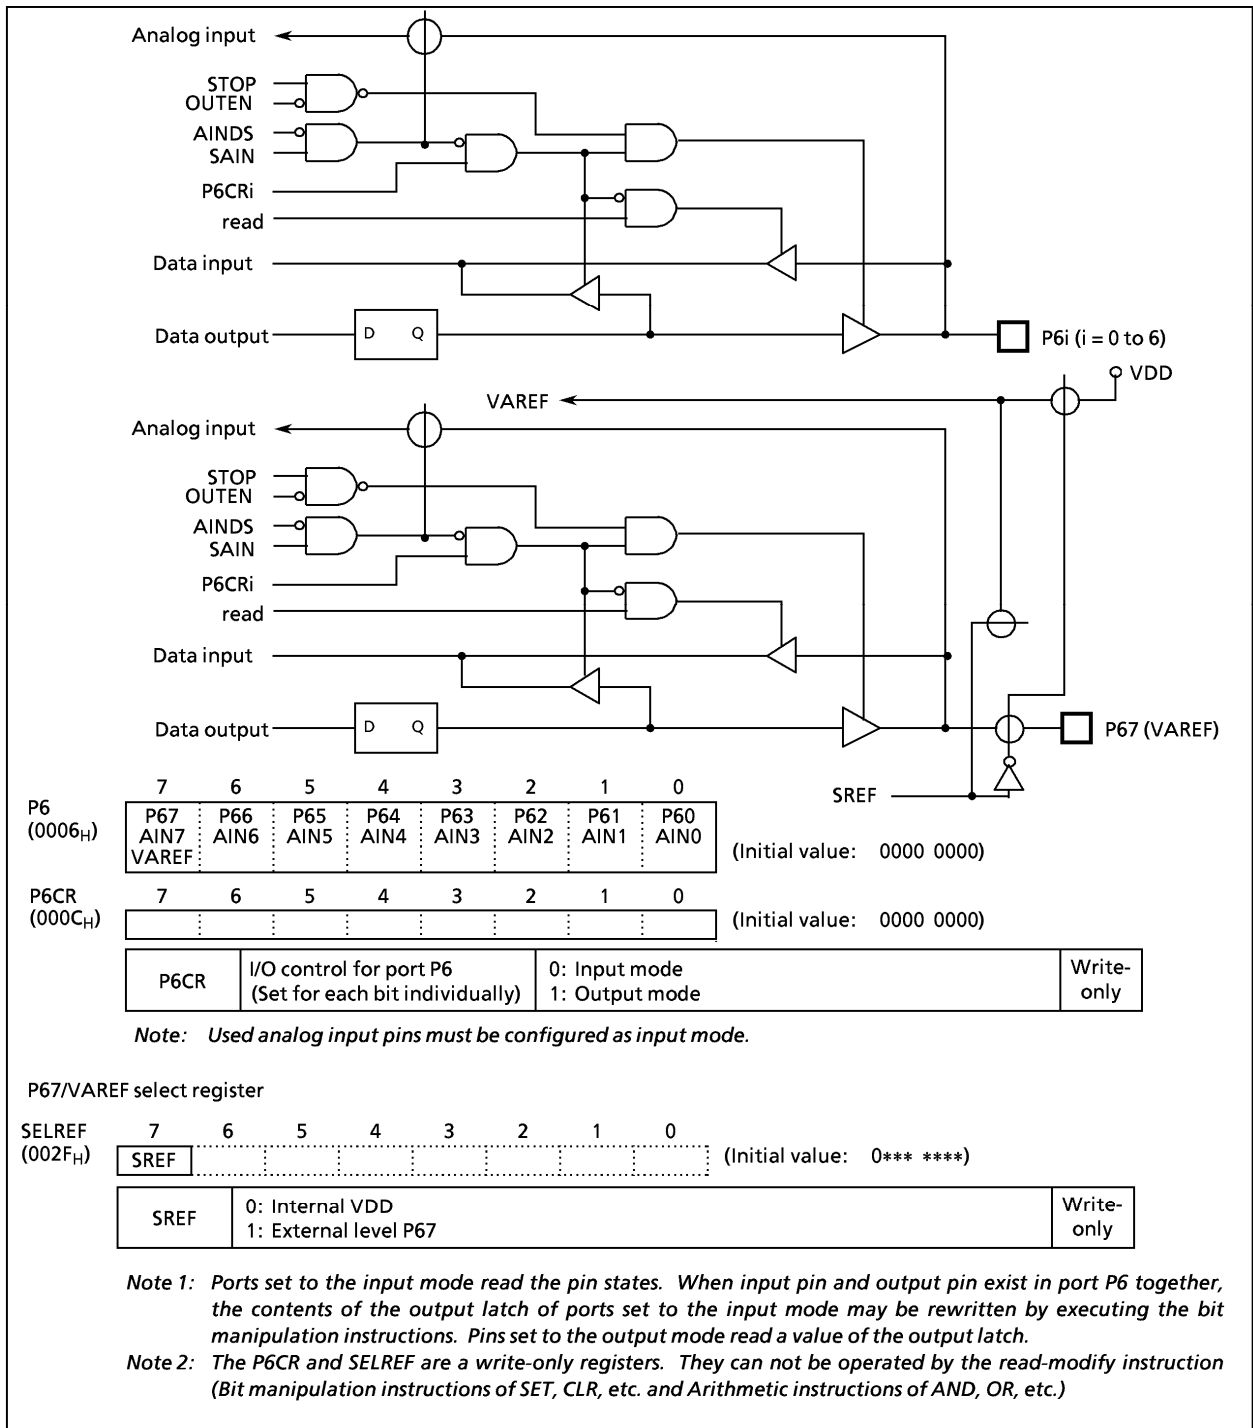 Analog input
STOP
OUTEN
AINDS
SAIN
P6CRi
read
Data input
Data output
D Q
P6i (i = 0 to 6)
VDD
VAREF
Analog input
STOP
OUTEN
AINDS
SAIN
P6CRi
read
Data input
Data output
D Q
P67 (VAREF)
SREF
7 6 5 4 3 2 1 0
P6
(0006H)
P67 P66 P65 P64 P63 P62 P61 P60
AIN7 AIN6 AIN5 AIN4 AIN3 AIN2 AIN1 AIN0
VAREF
(Initial value: 0000 0000)
P6CR
(000CH)
7 6 5 4 3 2 1 0
(Initial value: 0000 0000)
P6CR
I/O control for port P6
(Set for each bit individually)
0: Input mode
1: Output mode
Write-
only
Note: Used analog input pins must be configured as input mode.
P67/VAREF select register
SELREF
(002FH)
7 6 5 4 3 2 1 0
SREF
(Initial value: 0*** ****)
SREF
0: Internal VDD
1: External level P67
Write-
only
Note 1: Ports set to the input mode read the pin states. When input pin and output pin exist in port P6 together,
the contents of the output latch of ports set to the input mode may be rewritten by executing the bit
manipulation instructions. Pins set to the output mode read a value of the output latch.
Note 2: The P6CR and SELREF are a write-only registers. They can not be operated by the read-modify instruction
(Bit manipulation instructions of SET, CLR, etc. and Arithmetic instructions of AND, OR, etc.)